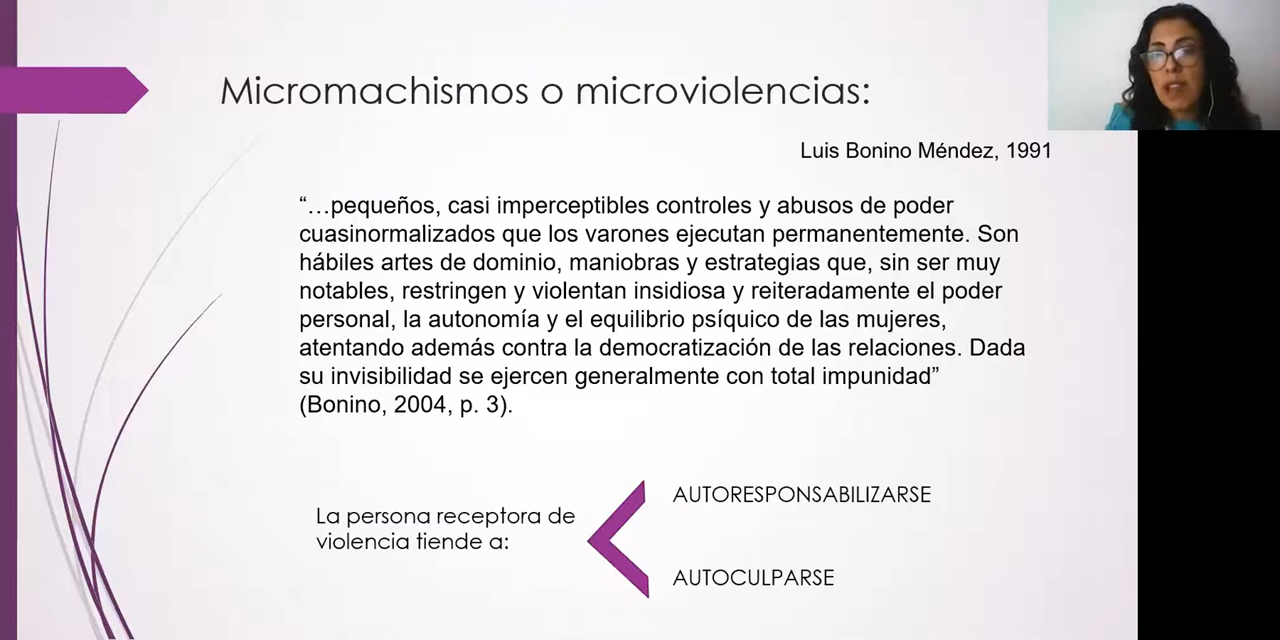 Micromachismos o microviolencias:
Luis Bonino Méndez, 1991
“…pequeños, casi imperceptibles controles y abusos de poder
cuasinormalizados que los varones ejecutan permanentemente. Son
hábiles artes de dominio, maniobras y estrategias que, sin ser muy
notables, restringen y violentan insidiosa y reiteradamente el poder
personal, la autonomía y el equilibrio psíquico de las mujeres,
atentando además contra la democratización de las relaciones. Dada
su invisibilidad se ejercen generalmente con total impunidad”
(Bonino, 2004, p. 3).
La persona receptora de
violencia tiende a:
AUTORESPONSABILIZARSE
AUTOCULPARSE